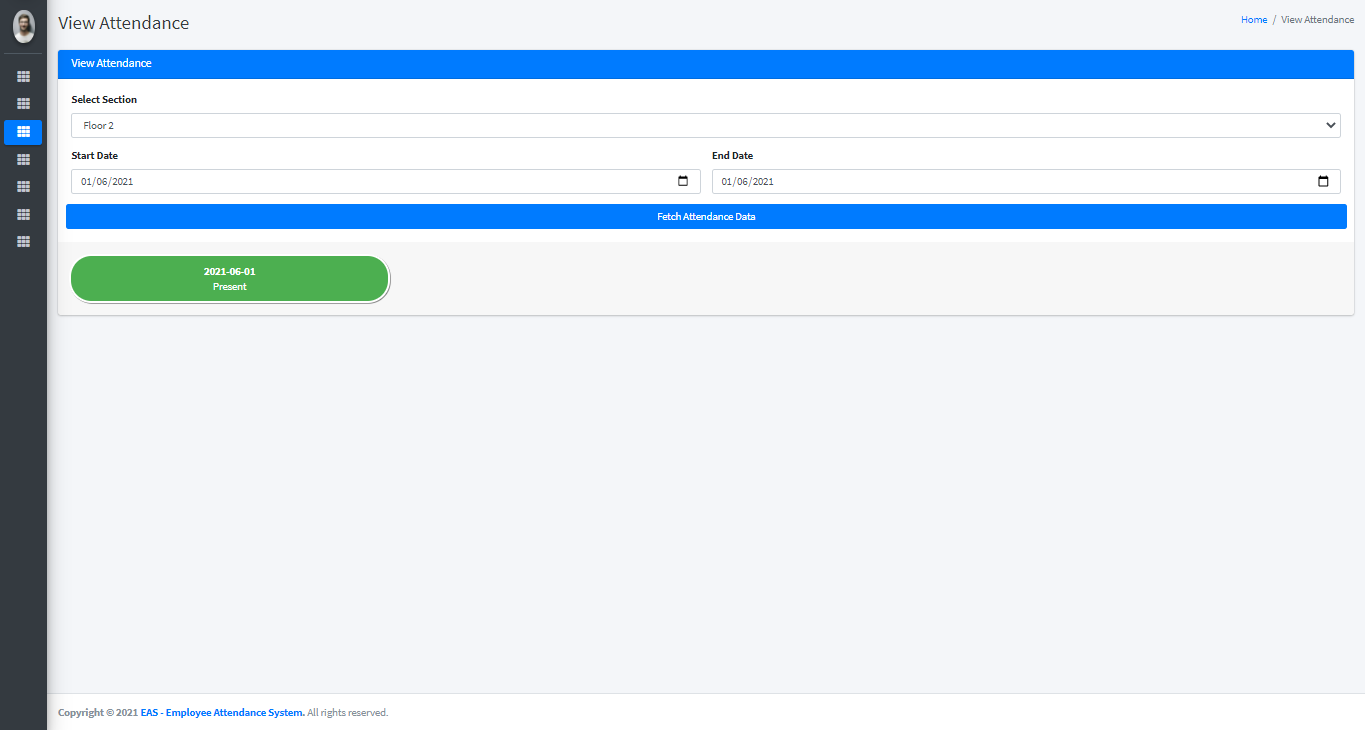 View Attendance
Home / View Attendance
View Attendance
Select Section
Floor 2
Start Date
End Date
01/06/2021
01/06/2021
Fetch Attendance Data
2021-06-01
Present
Copyright © 2021 EAS - Employee Attendance System. All rights reserved.